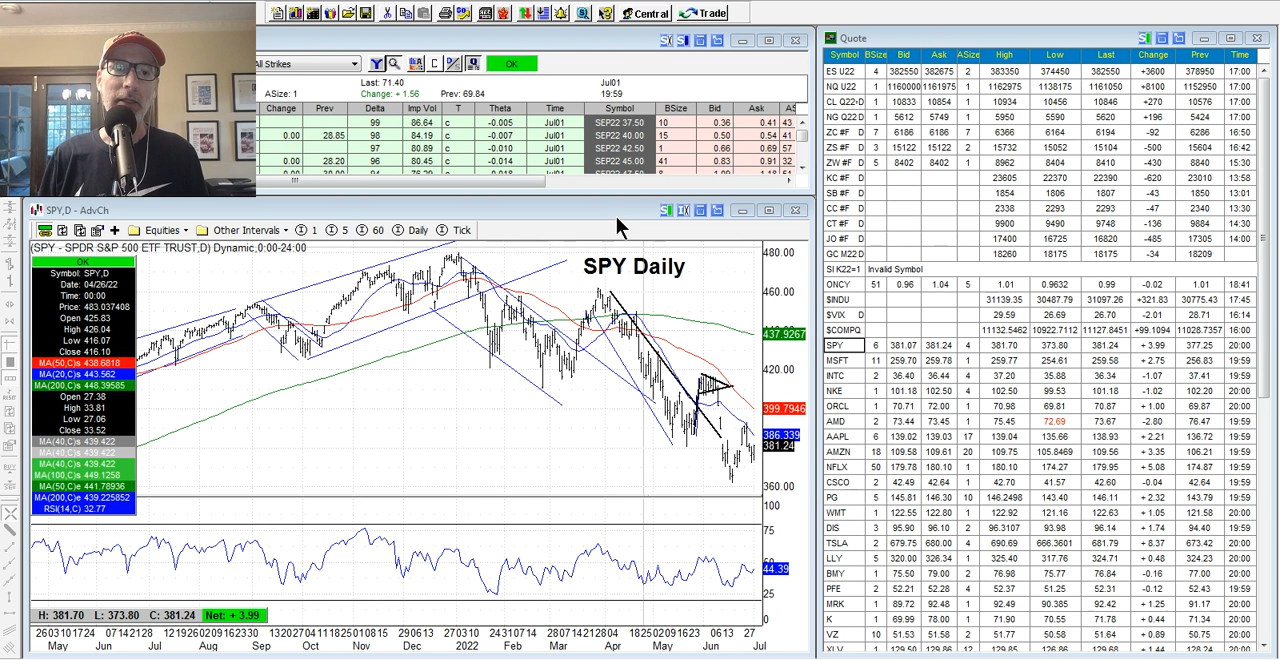 Central
Trade
All Strikes
OK
Last: 71.40
Jul01
ASize: 1
Change: + 1.56
Prev: 69.84
19:59
Change Prev Delta Imp Vol T Theta Time Symbol BSize Bid Ask AS
99 86.64 c -0.005 Jul01 SEP22 37.50 10 0.36 0.41 43
0.00 28.85 98 84.19 c -0.007 Jul01 SEP22 40.00 15 0.50 0.54 41
97 80.89 c -0.010 Jul01 SEP22 42.50 1 0.66 0.69 57
0.00 28.20 96 80.45 c -0.014 Jul01 SEP22 45.00 41 0.83 0.91 32
SPY,D - AdvCh
Equities Other Intervals 1 5 60 Daily Tick
(SPY - SPDR S&P 500 ETF TRUST,D) Dynamic,0:00-24:00
SPY Daily
OK
Symbol: SPY,D
Date: 04/26/22
Time: 00:00
Price: 483.037408
Open 425.83
High 426.04
Low 416.07
Close 416.10
MA(50,C)s 438.6818
MA(20,C)s 443.562
MA(200,C)s 448.39585
Open 27.38
High 33.81
Low 27.06
Close 33.52
MA(40,C)s 439.422
MA(40,C)s 439.422
MA(40,C)s 439.422
MA(100,C)s 449.1258
MA(50,C)e 441.78936
MA(200,C)s 439.225852
RSI(14,C) 32.77
480.00
460.00
437.9267
420.00
399.7946
386.339
381.24
360.00
100
75
44.39
25
0
H: 381.70 L: 373.80 C: 381.24 Net: + 3.99
May Jun Jul Aug Sep Oct Nov Dec 2022 Feb Mar Apr May Jun Jul
Quote
Symbol BSize Bid Ask ASize High Low Last Change Prev Time
ES U22 4 382550 382675 2 383350 374450 382550 +3600 378950 17:00
NQ U22 1 1160000 1161975 1 1162975 1138175 1161050 +8100 1152950 17:00
CL Q22 D 1 10833 10854 1 10934 10456 10846 +270 10576 17:00
NG Q22 D 1 5612 5749 1 5950 5590 5620 +196 5424 17:00
ZC #F D 7 6186 6186 7 6394 6174 6194 -92 6286 16:50
ZS #F D 3 15122 15122 1 15732 15052 15104 -500 15604 16:42
ZW #F D 5 8402 8402 1 8962 8404 8410 -430 8840 15:30
KC #F D 23605 22370 22390 -620 23010 13:58
SB #F D 1854 1806 1807 -43 1850 13:01
CC #F D 2338 2293 2293 -47 2340 13:30
CT #F D 9900 9490 9748 -136 9884 14:30
JO #F D 17400 16725 16820 -485 17305 14:00
GC M22 D 18260 18175 18175 -34 18209
SI K22=1 Invalid Symbol
ONCY 51 0.96 1.04 5 1.01 0.9632 0.99 -0.02 1.01 18:41
$INDU 31139.35 30487.79 31097.26 +321.83 30775.43 17:45
$VIX D 29.59 26.69 26.70 -2.01 28.71 16:14
$COMPQ 11132.5462 10922.7112 11127.8451 +99.1094 11028.7357 16:00
SPY 6 381.07 381.24 4 381.70 373.80 381.24 + 3.99 377.25 20:00
MSFT 11 259.70 259.78 1 259.77 254.61 259.58 + 2.75 256.83 19:59
INTC 2 36.40 36.44 4 37.20 35.88 36.34 -1.07 37.41 19:59
NKE 1 101.18 102.50 4 102.50 99.53 101.18 -1.02 102.20 20:00
ORCL 1 70.71 72.00 1 70.98 69.81 70.87 + 1.00 69.87 20:00
AMD 2 73.44 73.45 1 75.45 72.69 73.67 -2.80 76.47 19:59
AAPL 6 139.02 139.03 17 139.04 135.66 138.93 + 2.21 136.72 19:59
AMZN 18 109.58 109.61 20 109.75 105.8469 109.56 + 3.35 106.21 19:59
NFLX 50 179.78 180.10 1 180.10 174.27 179.95 + 5.08 174.87 19:59
CSCO 2 42.49 42.64 1 42.70 41.57 42.60 -0.04 42.64 19:59
PG 5 145.81 146.30 10 146.2498 143.40 146.11 + 2.32 143.79 19:59
WMT 1 122.55 122.80 1 122.92 121.16 122.63 + 1.05 121.58 20:00
DIS 3 95.90 96.10 2 96.3107 93.98 96.14 + 1.74 94.40 19:59
TSLA 2 679.75 680.00 4 690.69 666.3601 681.79 + 8.37 673.42 20:00
LLY 5 320.00 326.34 1 325.40 317.76 324.71 + 0.48 324.23 20:00
BMY 1 75.50 79.00 2 76.98 75.77 76.84 -0.16 77.00 20:00
PFE 2 52.21 52.28 3 52.37 51.25 52.31 -0.12 52.43 19:59
MRK 1 89.72 92.48 1 92.49 90.385 92.42 + 1.25 91.17 20:00
K 1 69.99 78.00 1 71.90 70.55 71.78 + 0.44 71.34 20:00
VZ 10 51.53 51.58 2 51.77 50.58 51.64 + 0.89 50.75 20:00